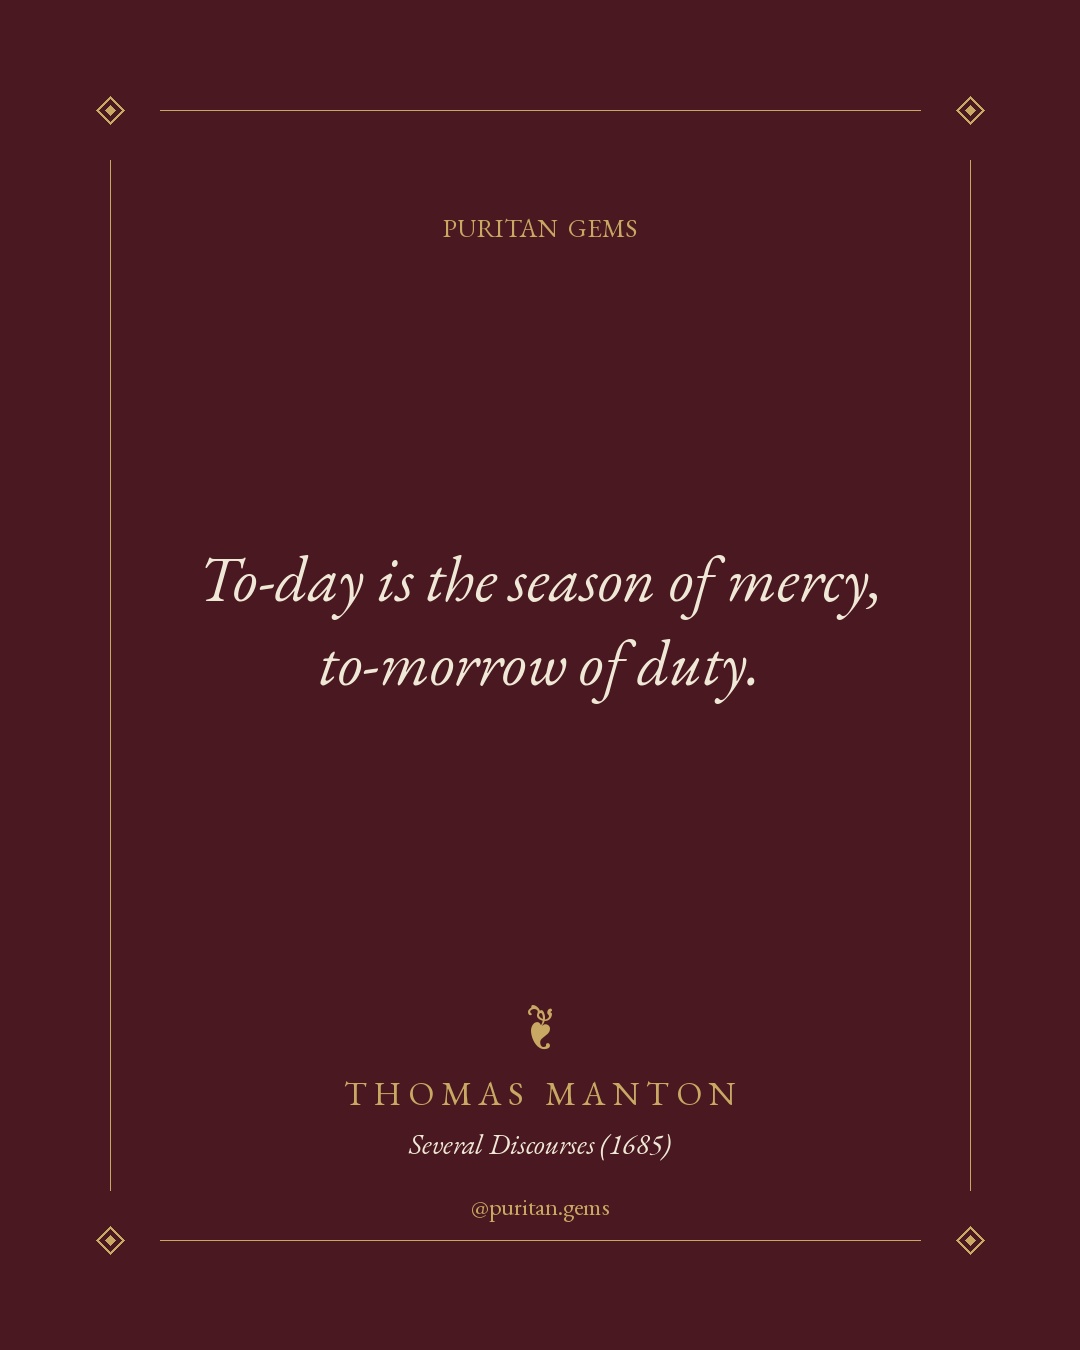 PURITAN GEMS
To-day is the season of mercy,
to-morrow of duty.
THOMAS MANTON
Several Discourses (1685)
@puritan.gems